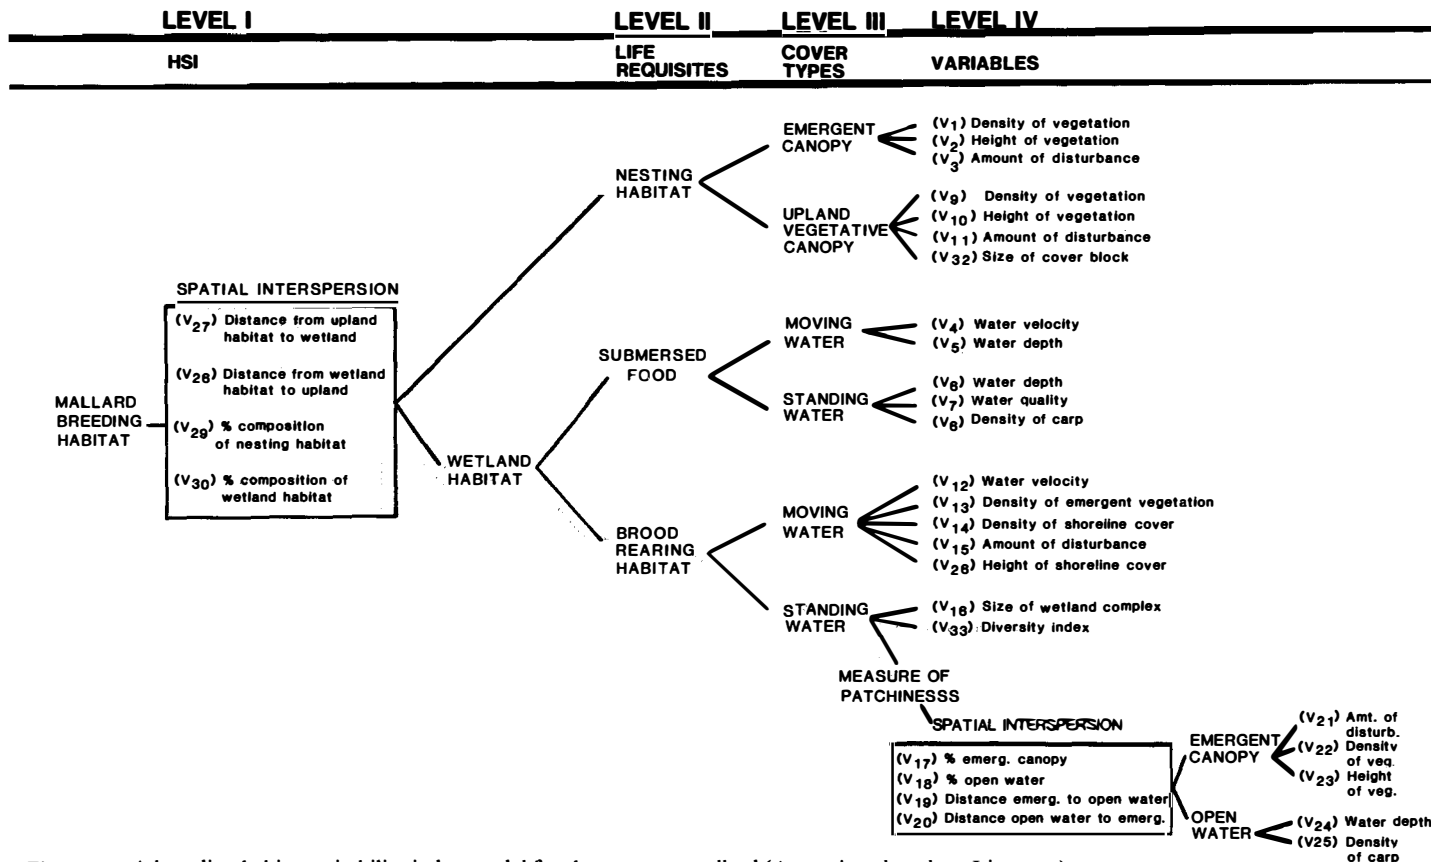 LEVEL I LEVEL II LEVEL III LEVEL IV
HSI
LIFE
REQUISITES
COVER
TYPES
VARIABLES
EMERGENT
CANOPY
(V1) Density of vegetation
(V2) Height of vegetation
(V3) Amount of disturbance
NESTING
HABITAT
UPLAND
VEGETATIVE
CANOPY
(V9) Density of vegetation
(V10) Height of vegetation
(V11) Amount of disturbance
(V32) Size of cover block
SPATIAL INTERSPERSION
(V27) Distance from upland
habitat to wetland
(V28) Distance from wetland
habitat to upland
(V29) % composition
of nesting habitat
(V30) % composition of
wetland habitat
MALLARD
BREEDING
HABITAT
MOVING
WATER
(V4) Water velocity
(V5) Water depth
SUBMERSED
FOOD
STANDING
WATER
(V6) Water depth
(V7) Water quality
(V8) Density of carp
WETLAND
HABITAT
MOVING
WATER
(V12) Water velocity
(V13) Density of emergent vegetation
(V14) Density of shoreline cover
(V15) Amount of disturbance
(V26) Height of shoreline cover
BROOD
REARING
HABITAT
STANDING
WATER
(V16) Size of wetland complex
(V33) Diversity index
MEASURE OF
PATCHINESSS
SPATIAL INTERSPERSION
(V17) % emerg. canopy
(V18) % open water
(V19) Distance emerg. to open water
(V20) Distance open water to emerg.
EMERGENT
CANOPY
(V21) Amt. of
disturb.
(V22) Density
of veg.
(V23) Height
of veg.
OPEN
WATER
(V24) Water depth
(V25) Density
of carp